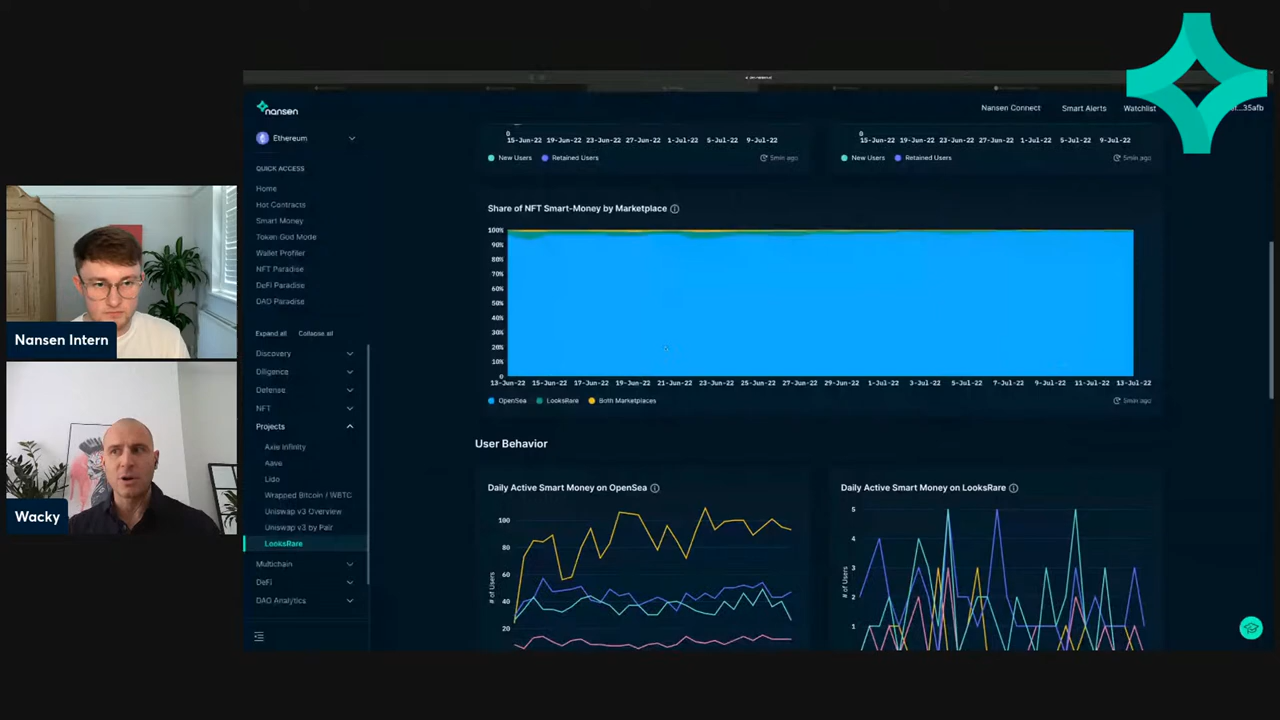 nansen
Nansen Connect
Smart Alerts
Watchlist
35afb
Ethereum
QUICK ACCESS
Home
Hot Contracts
Smart Money
Token God Mode
Wallet Profiler
NFT Paradise
DeFi Paradise
DAO Paradise
Expand all
Collapse all
Discovery
Diligence
Defense
NFT
Projects
Axie Infinity
Aave
Lido
Wrapped Bitcoin / WBTC
Uniswap v3 Overview
Uniswap v3 by Pair
LooksRare
Multichain
DeFi
DAO Analytics
Nansen Intern
Wacky
0
15-Jun-22 19-Jun-22 23-Jun-22 27-Jun-22 1-Jul-22 5-Jul-22 9-Jul-22
New Users Retained Users
5min ago
0
15-Jun-22 19-Jun-22 23-Jun-22 27-Jun-22 1-Jul-22 5-Jul-22 9-Jul-22
New Users Retained Users
5min ago
Share of NFT Smart-Money by Marketplace
100%
90%
80%
70%
60%
50%
40%
30%
20%
10%
0
13-Jun-22 15-Jun-22 17-Jun-22 19-Jun-22 21-Jun-22 23-Jun-22 25-Jun-22 27-Jun-22 29-Jun-22 1-Jul-22 3-Jul-22 5-Jul-22 7-Jul-22 9-Jul-22 11-Jul-22 13-Jul-22
OpenSea LooksRare Both Marketplaces
5min ago
User Behavior
Daily Active Smart Money on OpenSea
# of Users
100
80
60
40
20
Daily Active Smart Money on LooksRare
# of Users
5
4
3
2
1